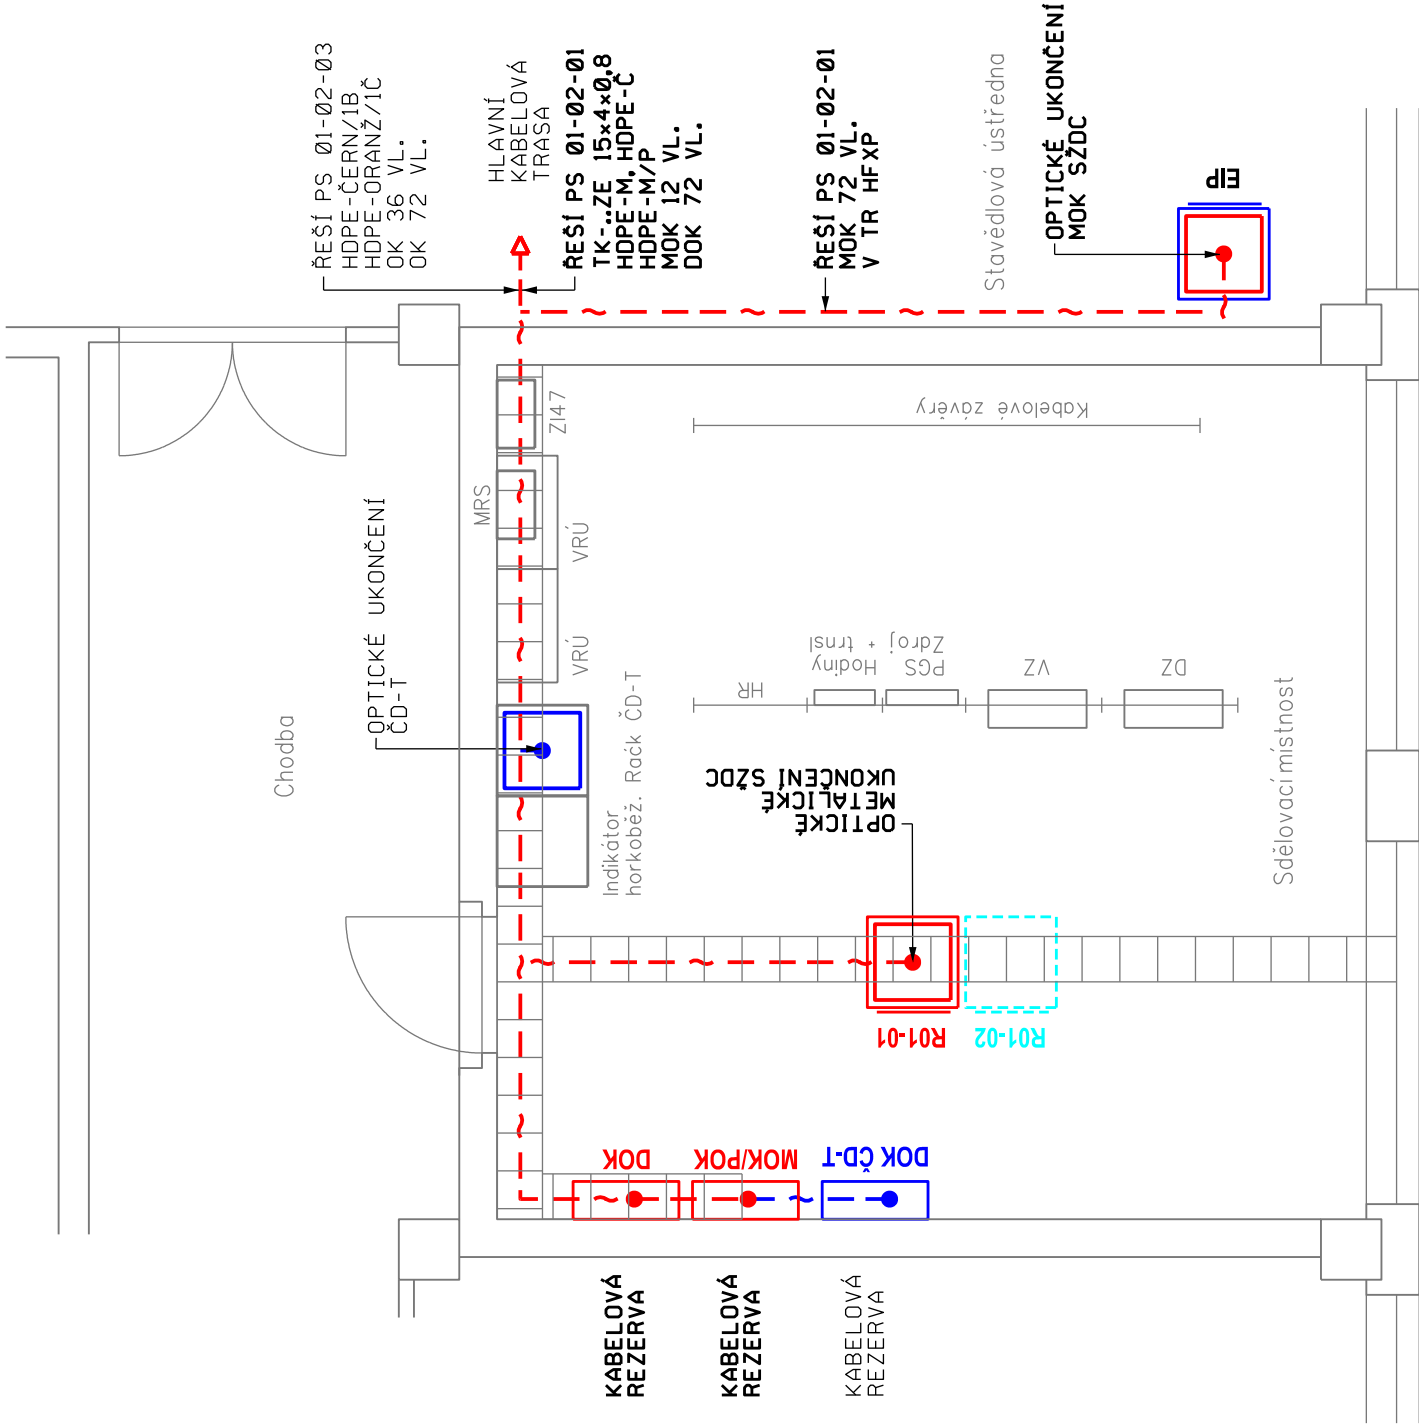 ŘEŠÍ PS 01-02-03
HDPE-ČERN/1B
HDPE-ORANŽ/1Č
OK 36 VL.
OK 72 VL.
HLAVNÍ
KABELOVÁ
TRASA
ŘEŠÍ PS 01-02-01
TK-..ZE 15x4x0,8
HDPE-M, HDPE-Č
HDPE-M/P
MOK 12 VL.
DOK 72 VL.
ŘEŠÍ PS 01-02-01
MOK 72 VL.
V TR HFXP
Stavědlová ústředna
OPTICKÉ UKONČENÍ
MOK SŽDC
EIP
Chodba
OPTICKÉ UKONČENÍ
ČD-T
MRS
ZI47
VRÚ
VRÚ
Kabelové závěry
Indikátor
horkoběž.
Rack ČD-T
HR
Hodiny
PGS
Zdroj + trnsl
VZ
DZ
OPTICKÉ
METALICKÉ
UKONČENÍ SŽDC
Sdělovací místnost
R01-01
R01-02
DOK
MOK/POK
DOK ČD-T
KABELOVÁ
REZERVA
KABELOVÁ
REZERVA
KABELOVÁ
REZERVA